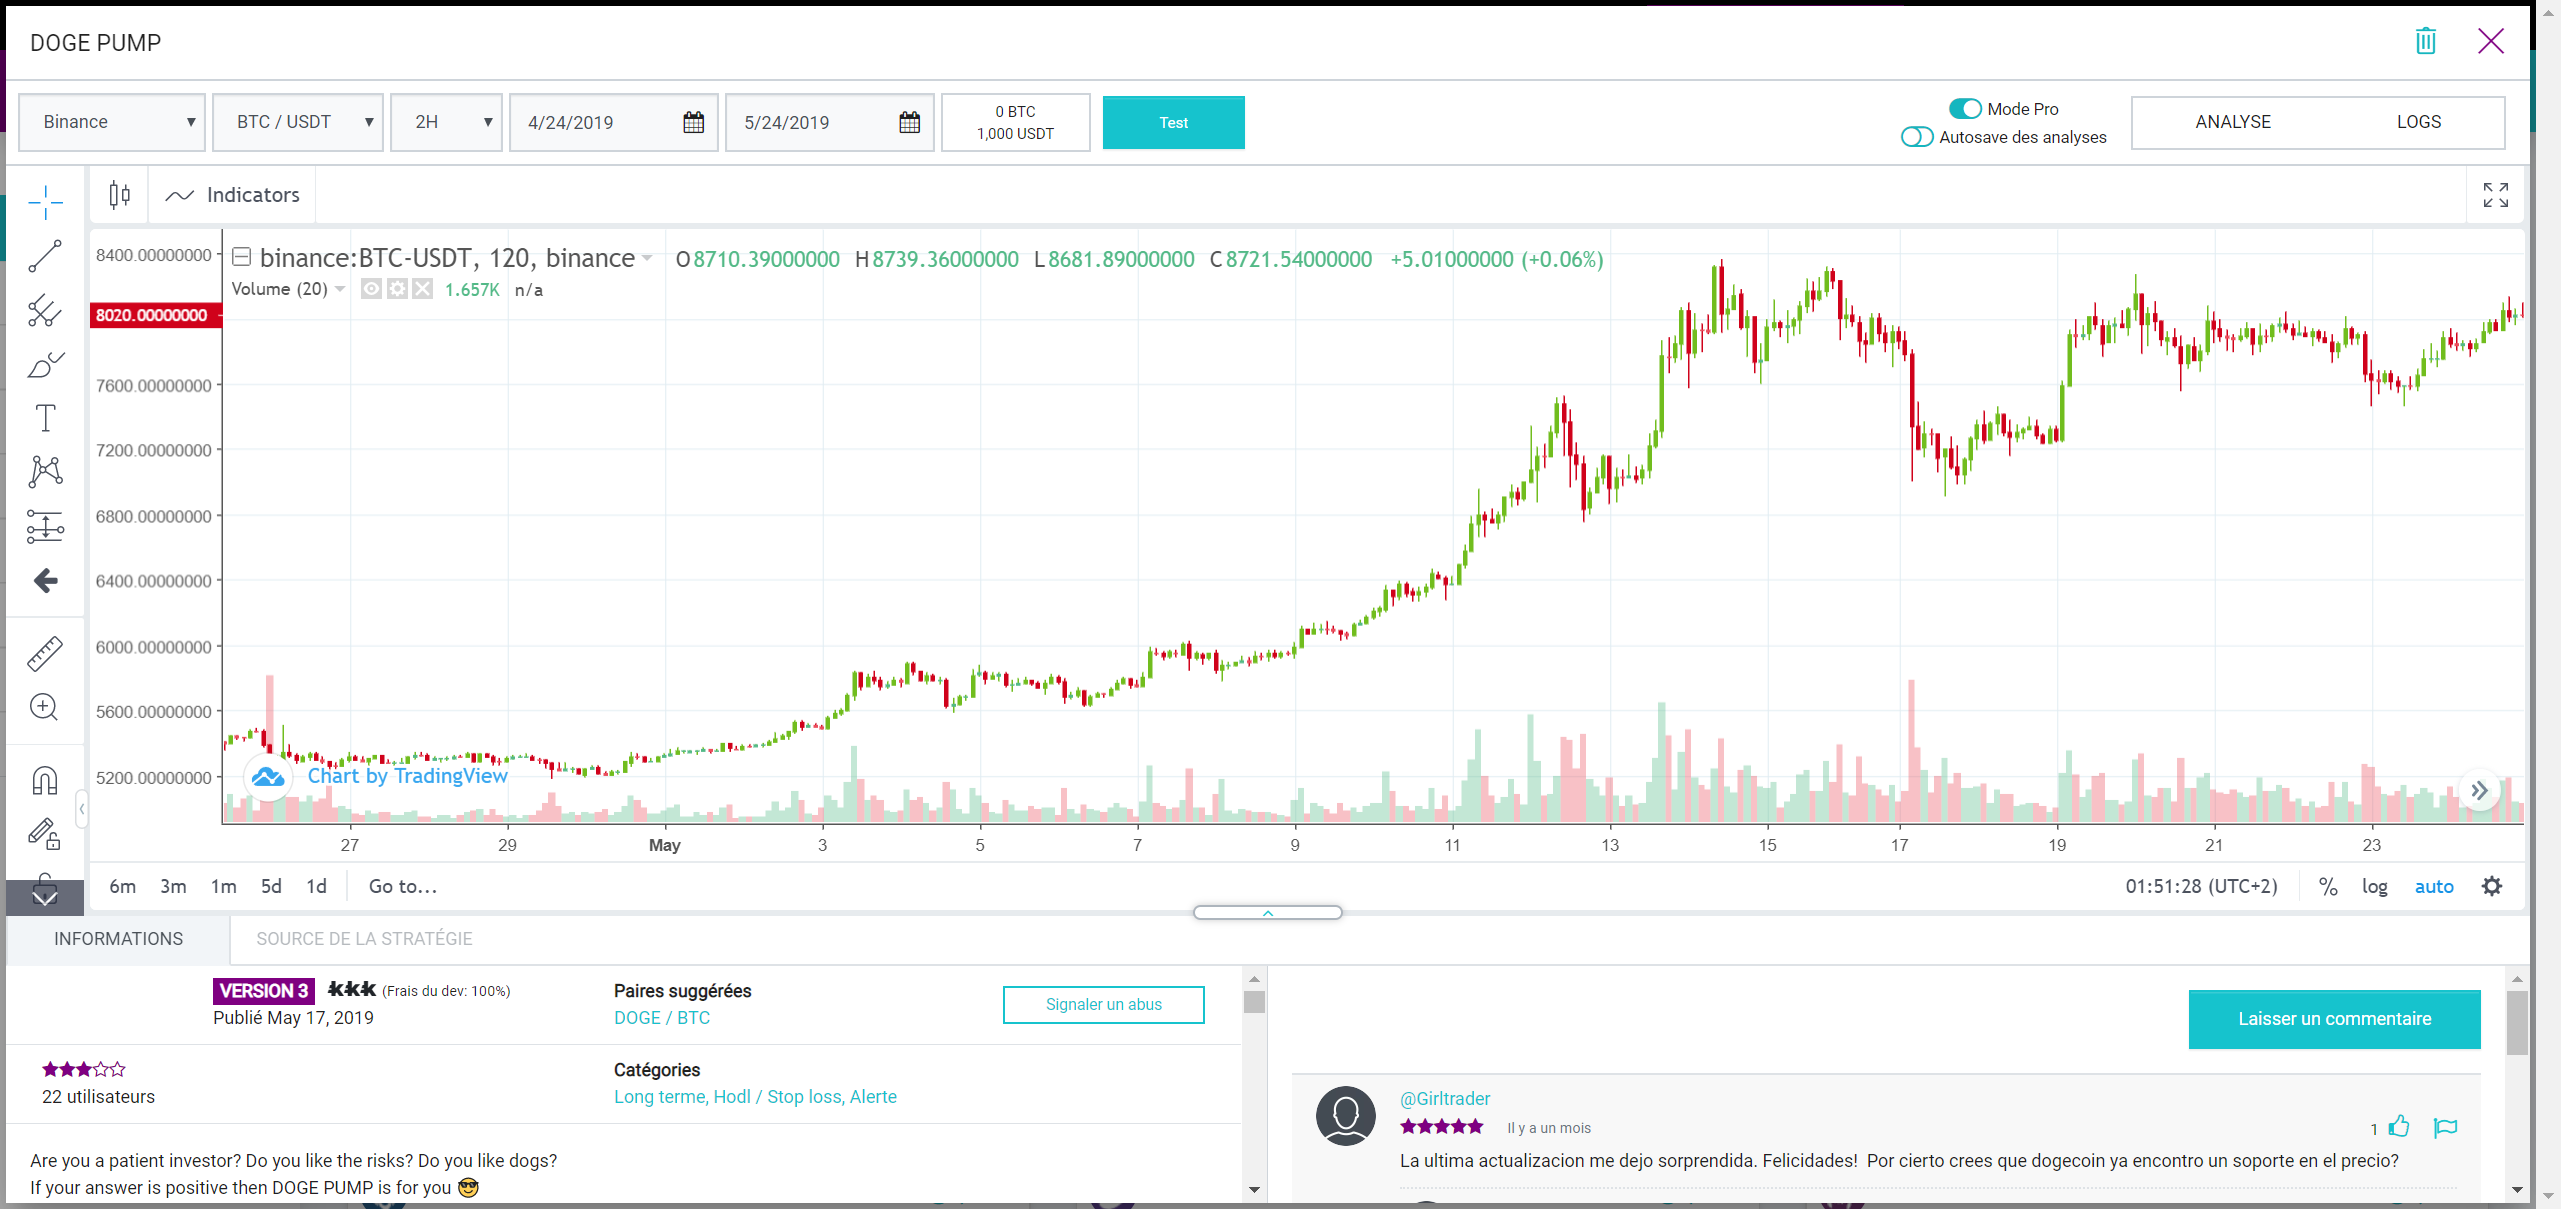 DOGE PUMP
Binance
BTC / USDT
2H
4/24/2019
5/24/2019
0 BTC
1,000 USDT
Test
Mode Pro
Autosave des analyses
ANALYSE
LOGS
Indicators
binance:BTC-USDT, 120, binance O8710.39000000 H8739.36000000 L8681.89000000 C8721.54000000 +5.01000000 (+0.06%)
Volume (20) 1.657K n/a
8400.00000000
8020.00000000
7600.00000000
7200.00000000
6800.00000000
6400.00000000
6000.00000000
5600.00000000
5200.00000000
Chart by TradingView
27 29 May 3 5 7 9 11 13 15 17 19 21 23
6m 3m 1m 5d 1d Go to...
01:51:28 (UTC+2) % log auto
INFORMATIONS
SOURCE DE LA STRATÉGIE
VERSION 3 (Frais du dev: 100%)
Publié May 17, 2019
Paires suggérées
DOGE / BTC
Signaler un abus
22 utilisateurs
Catégories
Long terme, Hodl / Stop loss, Alerte
Are you a patient investor? Do you like the risks? Do you like dogs?
If your answer is positive then DOGE PUMP is for you 😎
Laisser un commentaire
@Girltrader
Il y a un mois
1
La ultima actualizacion me dejo sorprendida. Felicidades! Por cierto crees que dogecoin ya encontro un soporte en el precio?